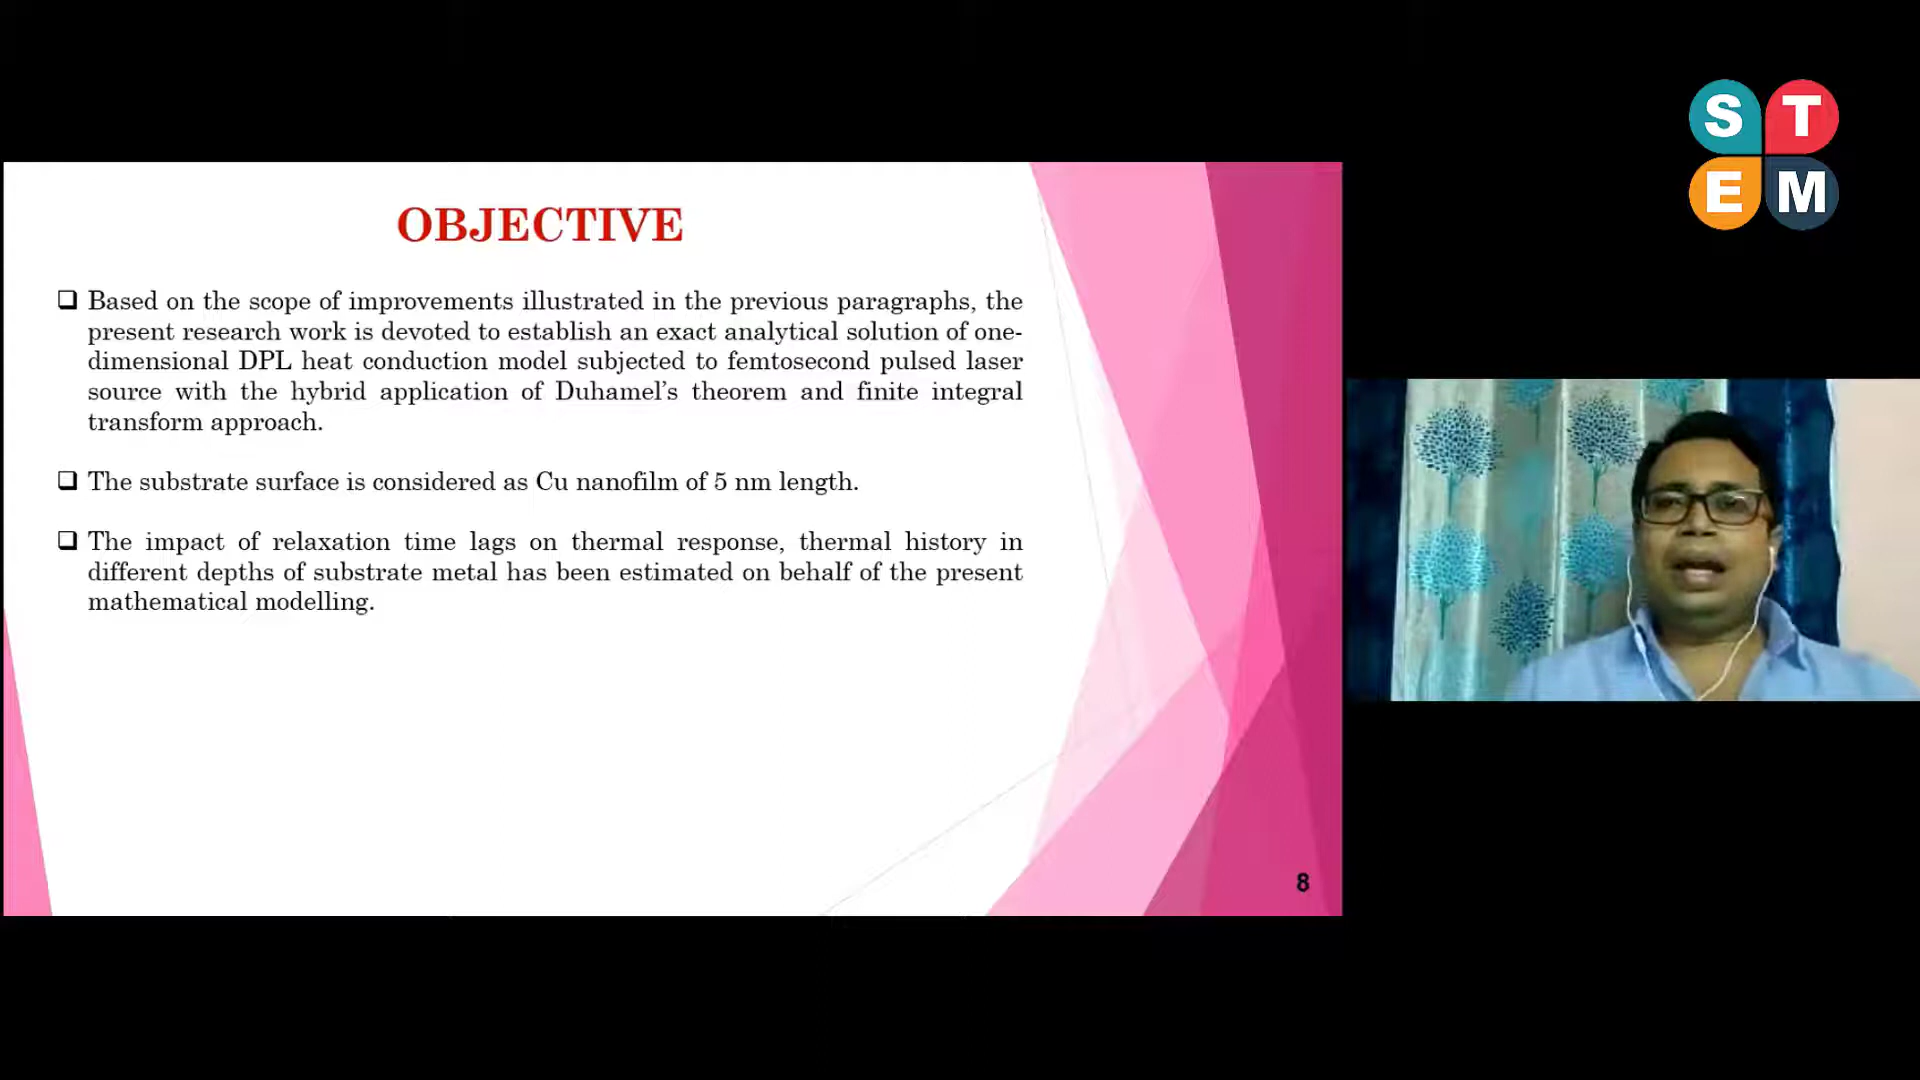 OBJECTIVE
❑ Based on the scope of improvements illustrated in the previous paragraphs, the
present research work is devoted to establish an exact analytical solution of one-
dimensional DPL heat conduction model subjected to femtosecond pulsed laser
source with the hybrid application of Duhamel’s theorem and finite integral
transform approach.
❑ The substrate surface is considered as Cu nanofilm of 5 nm length.
❑ The impact of relaxation time lags on thermal response, thermal history in
different depths of substrate metal has been estimated on behalf of the present
mathematical modelling.
8
S T
E M